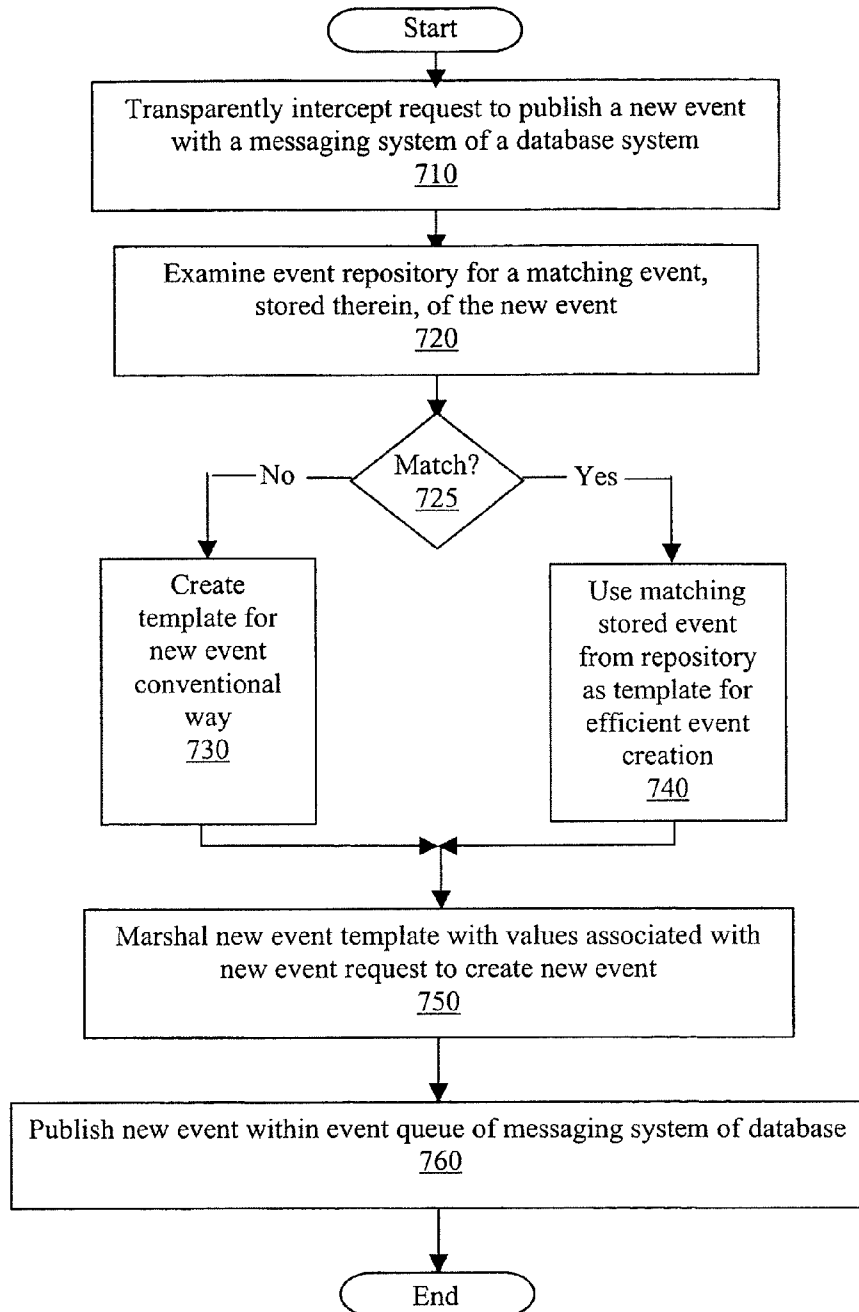 Start
Transparently intercept request to publish a new event
with a messaging system of a database system
710
Examine event repository for a matching event,
stored therein, of the new event
720
Match?
725
No
Yes
Create
template for
new event
conventional
way
730
Use matching
stored event
from repository
as template for
efficient event
creation
740
Marshal new event template with values associated with
new event request to create new event
750
Publish new event within event queue of messaging system of database
760
End